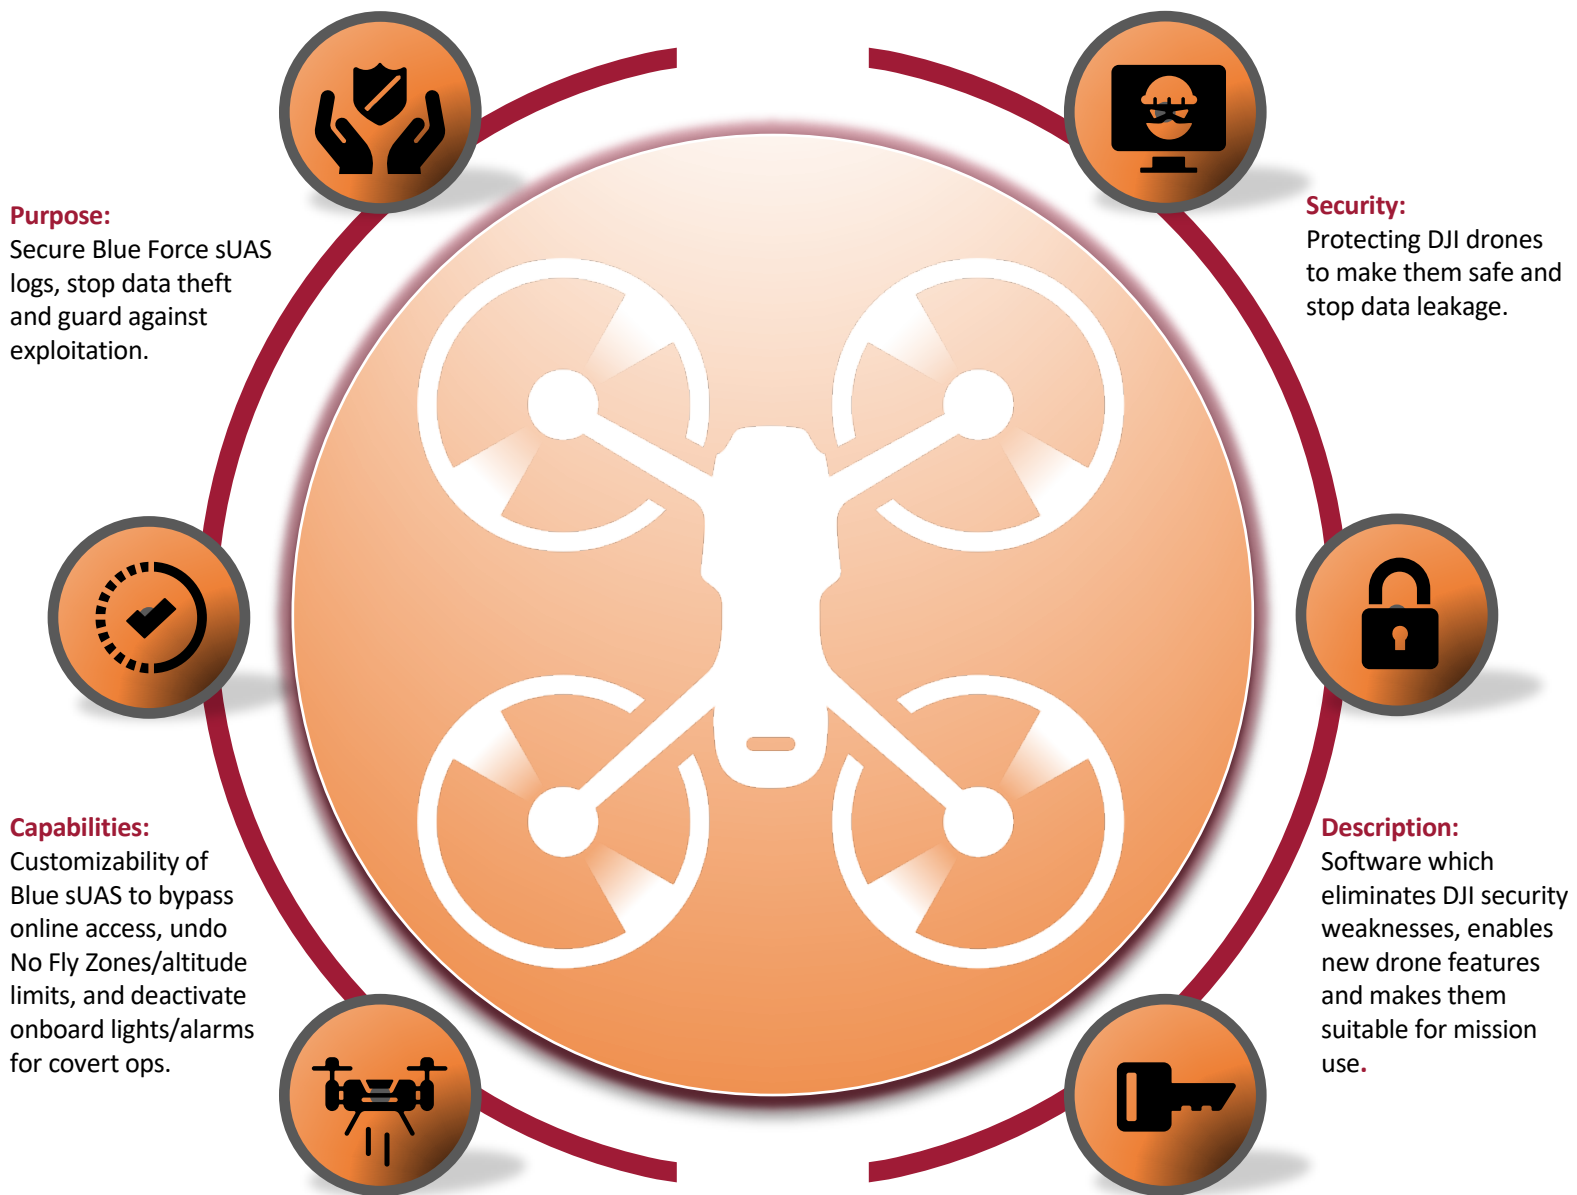 Purpose:
Secure Blue Force sUAS
logs, stop data theft
and guard against
exploitation.
Security:
Protecting DJI drones
to make them safe and
stop data leakage.
Capabilities:
Customizability of
Blue sUAS to bypass
online access, undo
No Fly Zones/altitude
limits, and deactivate
onboard lights/alarms
for covert ops.
Description:
Software which
eliminates DJI security
weaknesses, enables
new drone features
and makes them
suitable for mission
use.